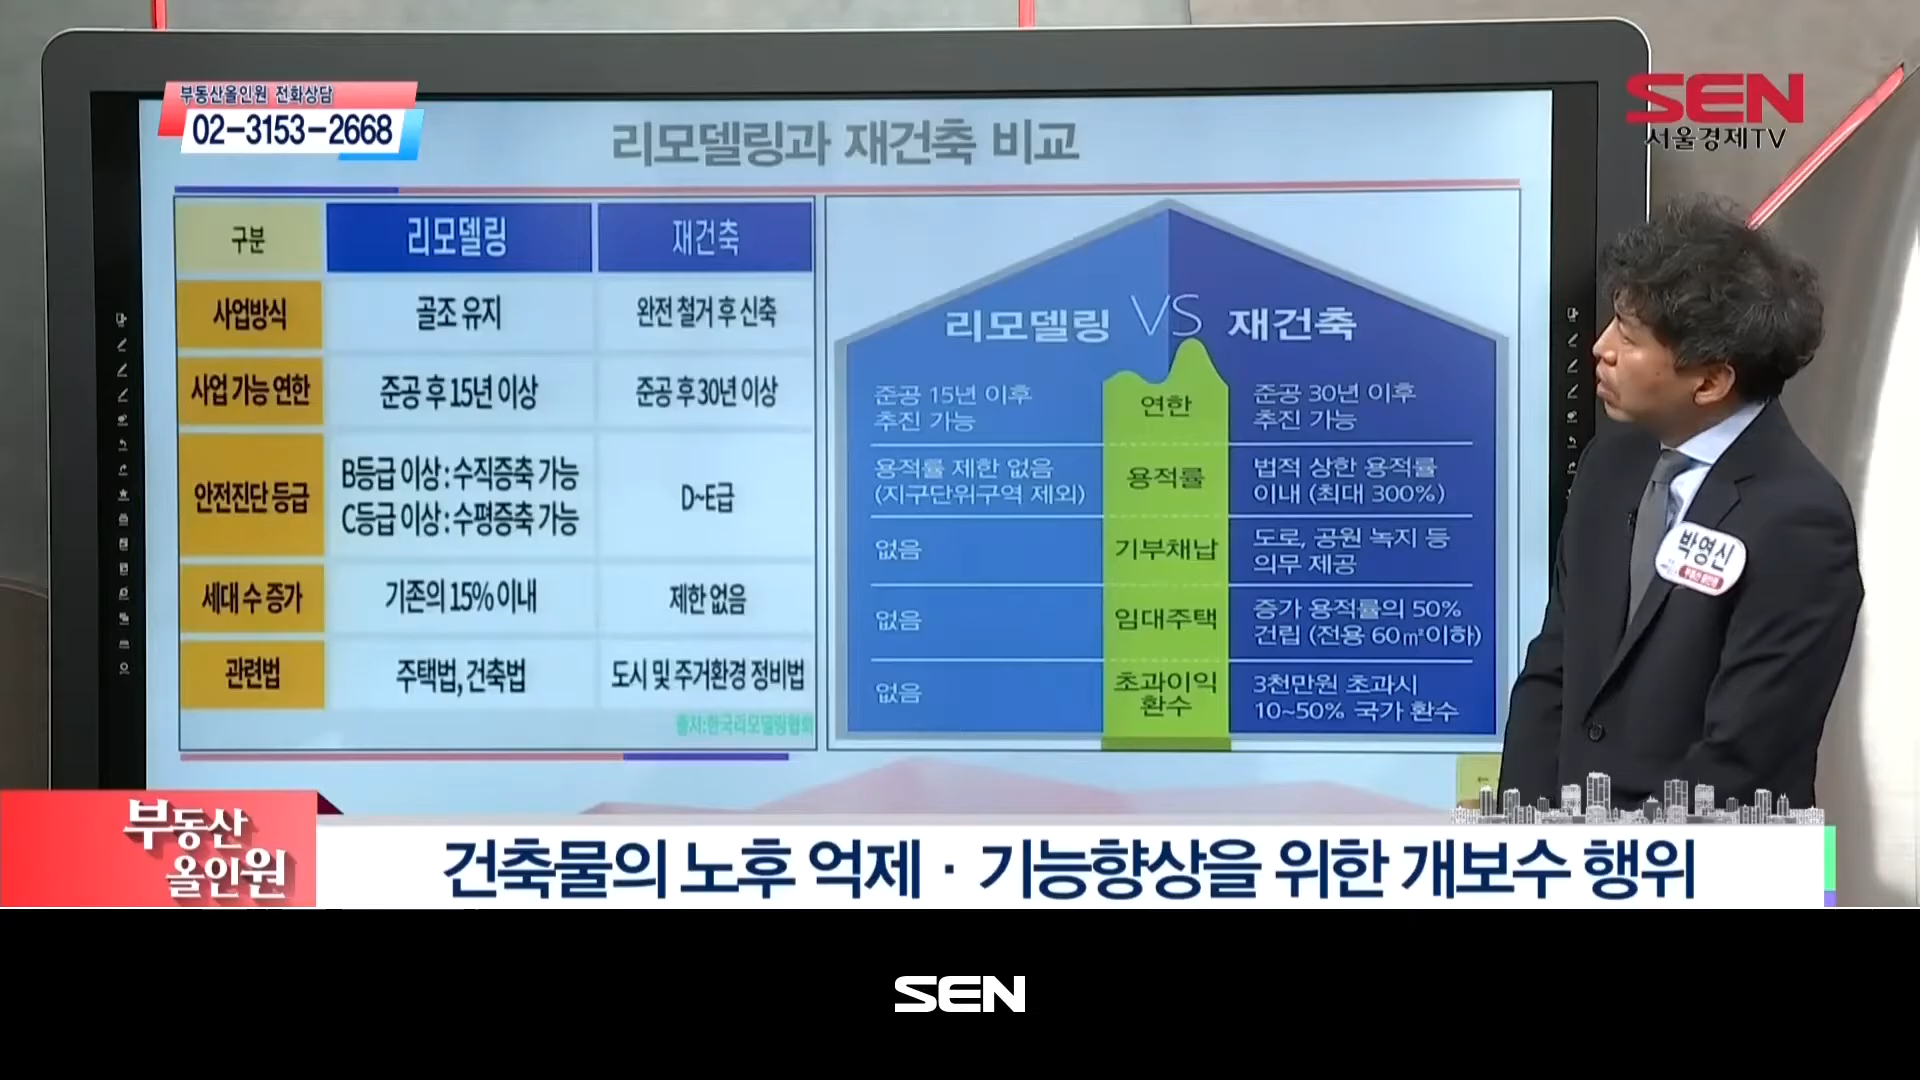 부동산올인원 전화상담
02-3153-2668
SEN
서울경제TV
리모델링과 재건축 비교
구분 리모델링 재건축
사업방식 골조 유지 완전 철거 후 신축
사업 가능 연한 준공 후 15년 이상 준공 후 30년 이상
안전진단 등급 B등급 이상 : 수직증축 가능 D~E급
C등급 이상 : 수평증축 가능
세대 수 증가 기존의 15% 이내 제한 없음
관련법 주택법, 건축법 도시 및 주거환경 정비법
출처:한국리모델링협회
리모델링 VS 재건축
준공 15년 이후
추진 가능
연한
준공 30년 이후
추진 가능
용적률 제한 없음
(지구단위구역 제외)
용적률
법적 상한 용적률
이내 (최대 300%)
없음
기부채납
도로, 공원 녹지 등
의무 제공
없음
임대주택
증가 용적률의 50%
건립 (전용 60㎡이하)
없음
초과이익
환수
3천만원 초과시
10~50% 국가 환수
박영신
부동산
올인원
건축물의 노후 억제 · 기능향상을 위한 개보수 행위
SEN